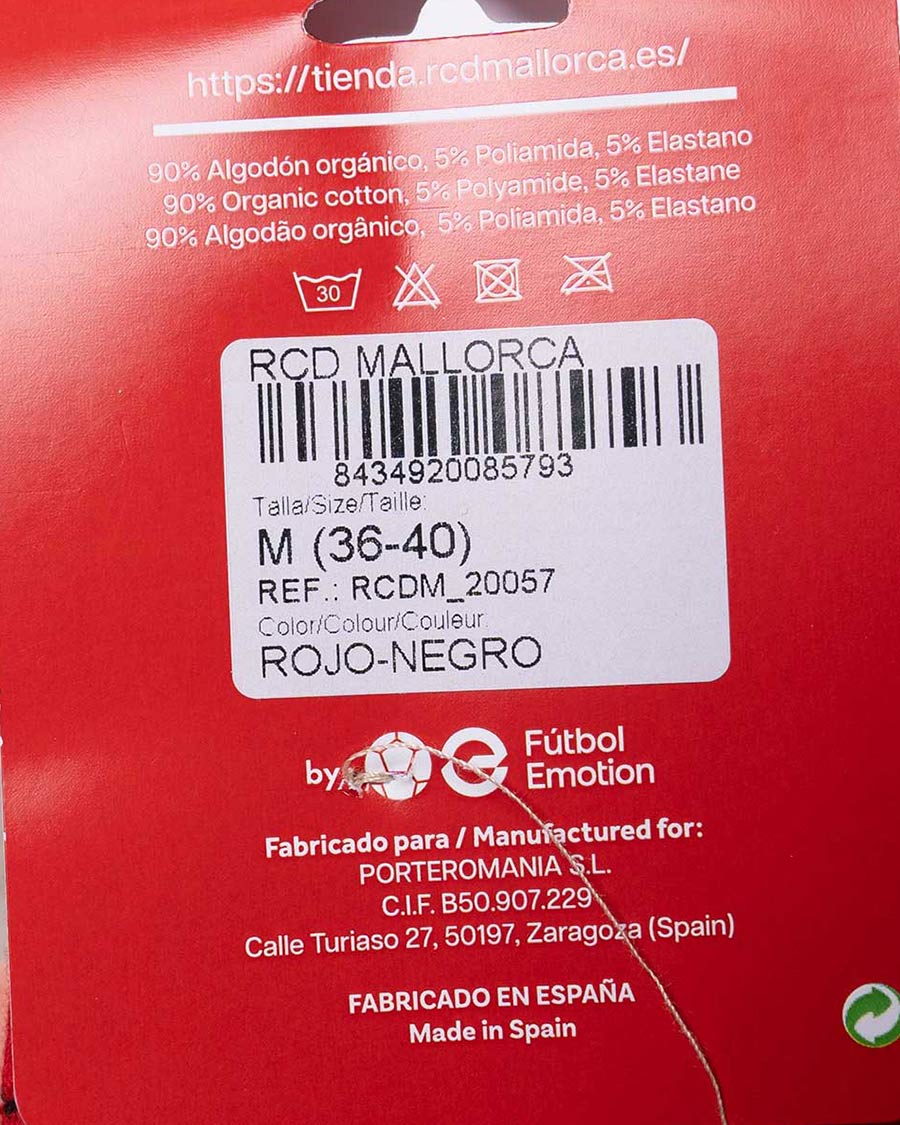 https://tienda.rcdmallorca.es/
90% Algodón orgánico, 5% Poliamida, 5% Elastano
90% Organic cotton, 5% Polyamide, 5% Elastane
90% Algodão orgânico, 5% Poliamida, 5% Elastano
30
RCD MALLORCA
8434920085793
Talla/Size/Taille:
M (36-40)
REF.: RCDM_20057
Color/Colour/Couleur:
ROJO-NEGRO
by
Fútbol
Emotion
Fabricado para / Manufactured for:
PORTEROMANIA S.L.
C.I.F. B50.907.229
Calle Turiaso 27, 50197, Zaragoza (Spain)
FABRICADO EN ESPAÑA
Made in Spain